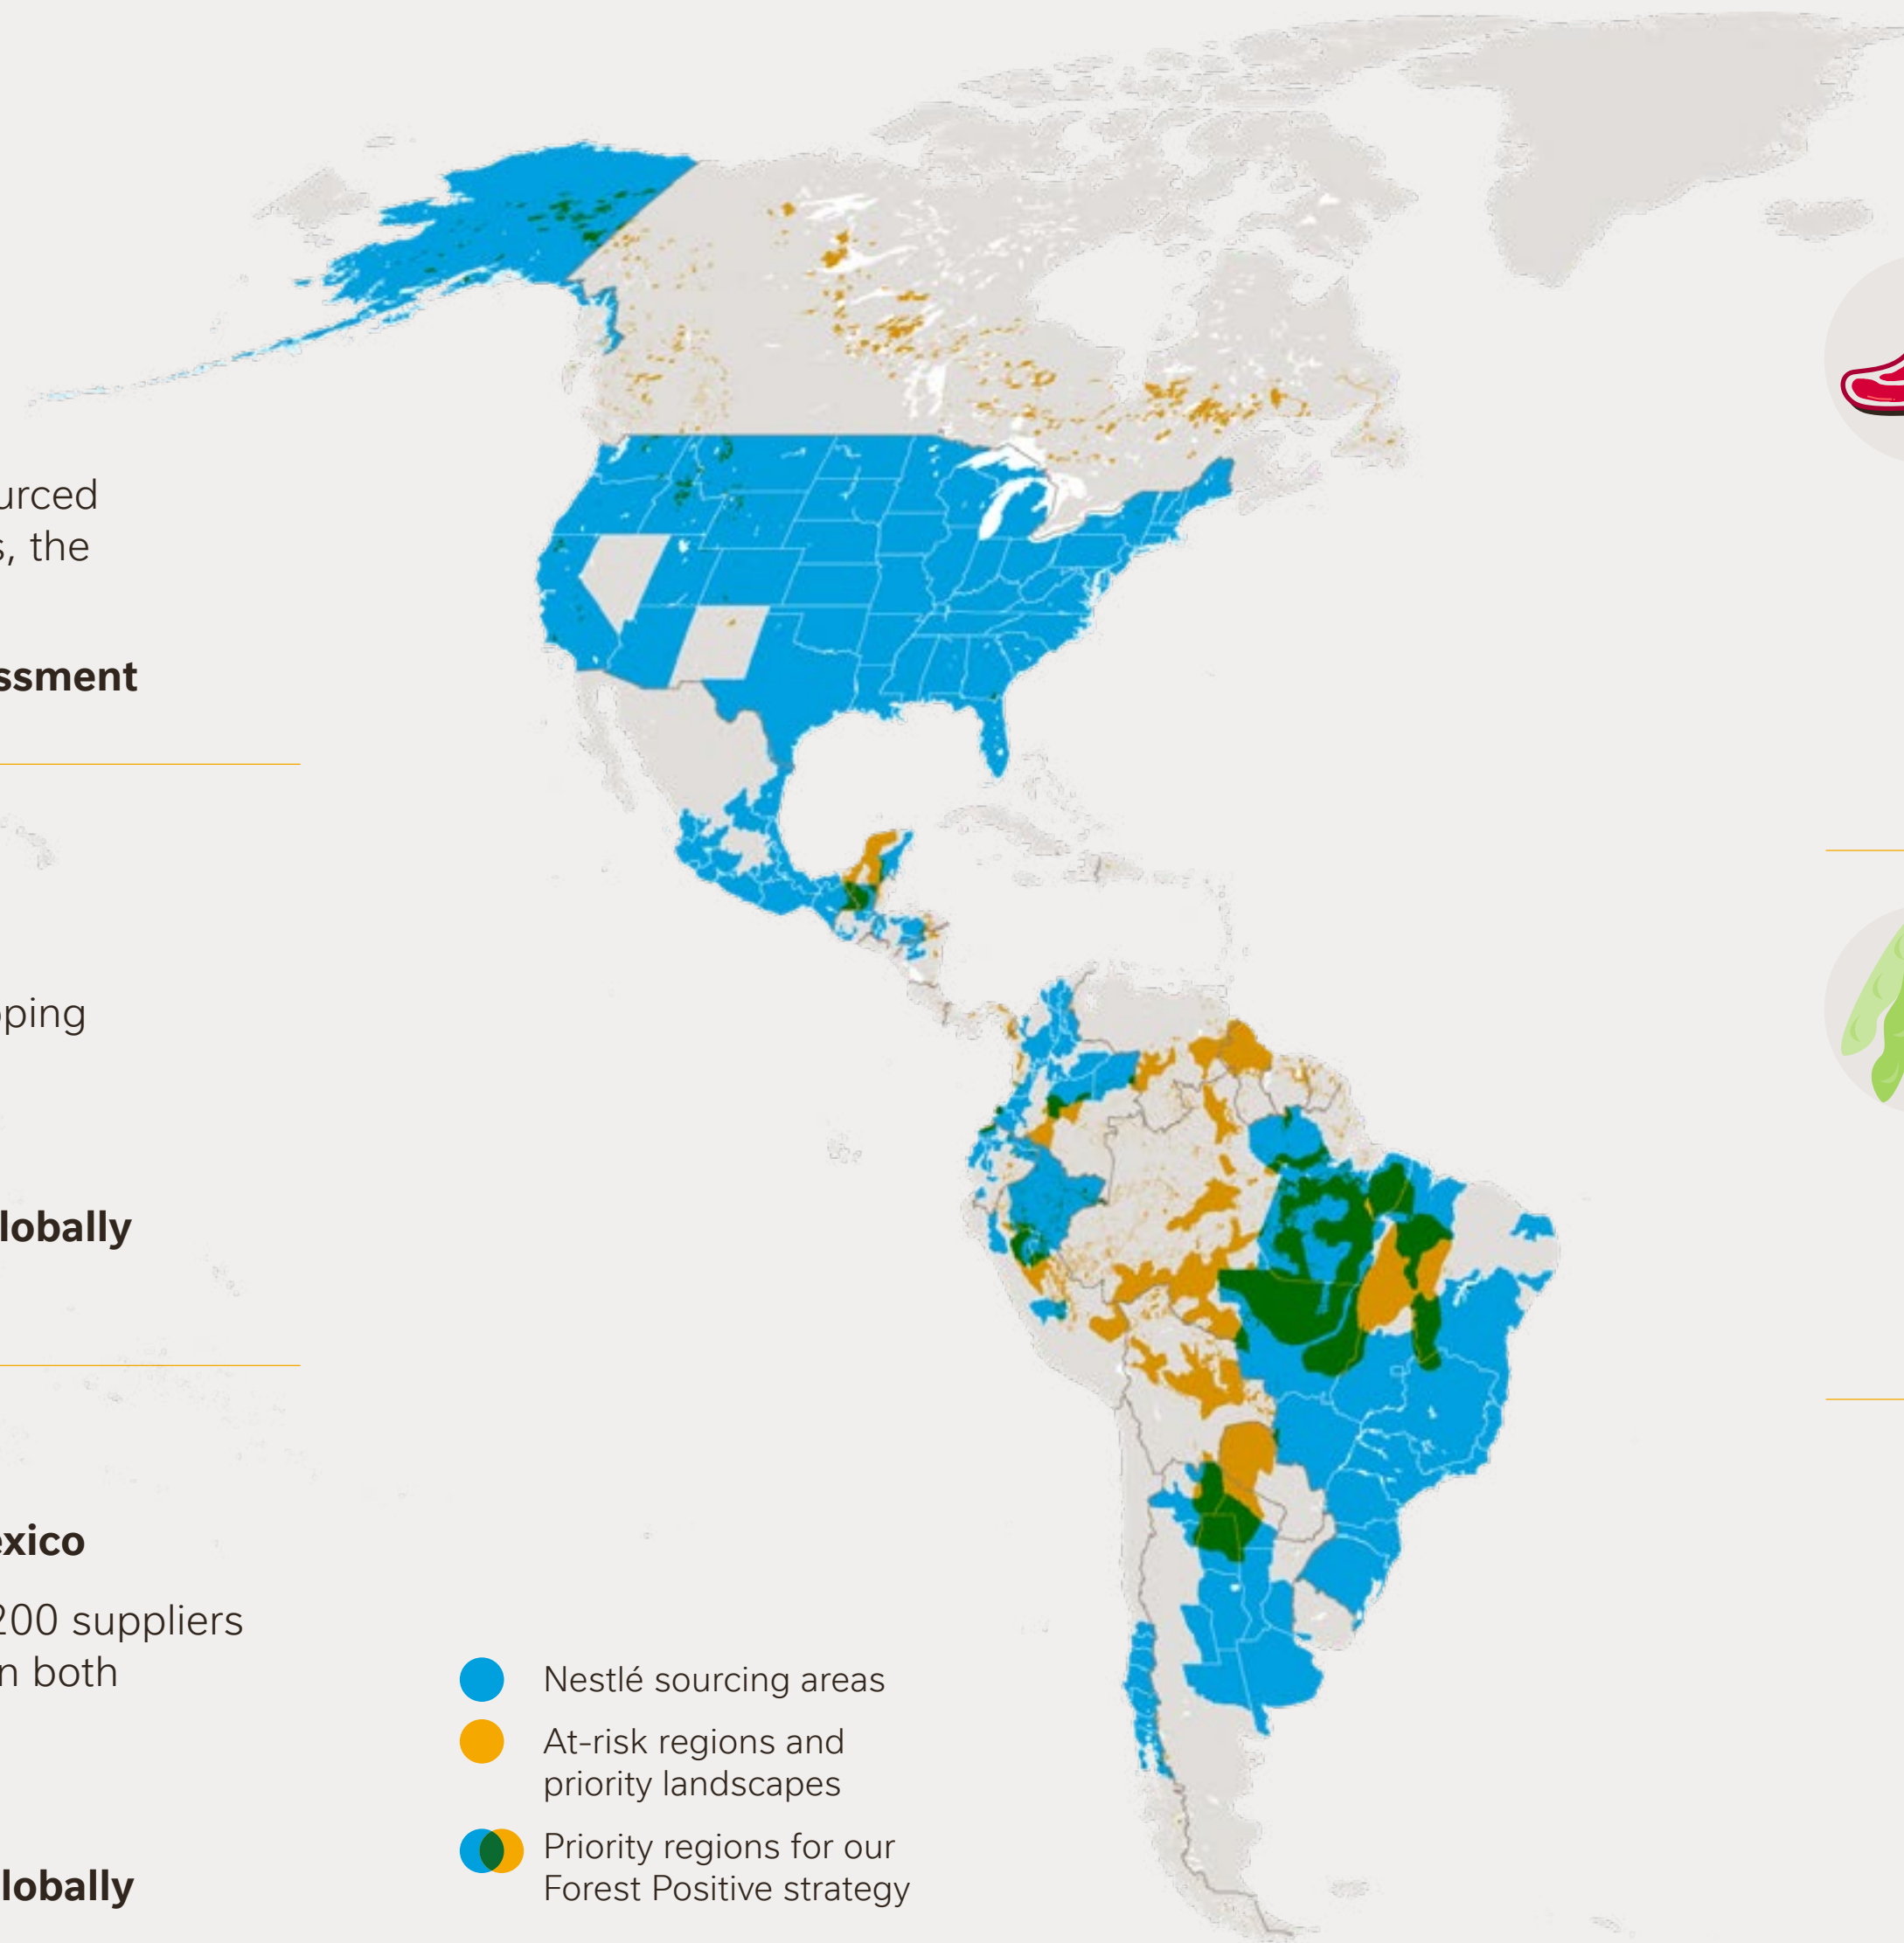 urced
s, the
ssment
pping
lobally
exico
200 suppliers
n both
lobally
Nestlé sourcing areas
At-risk regions and
priority landscapes
Priority regions for our
Forest Positive strategy